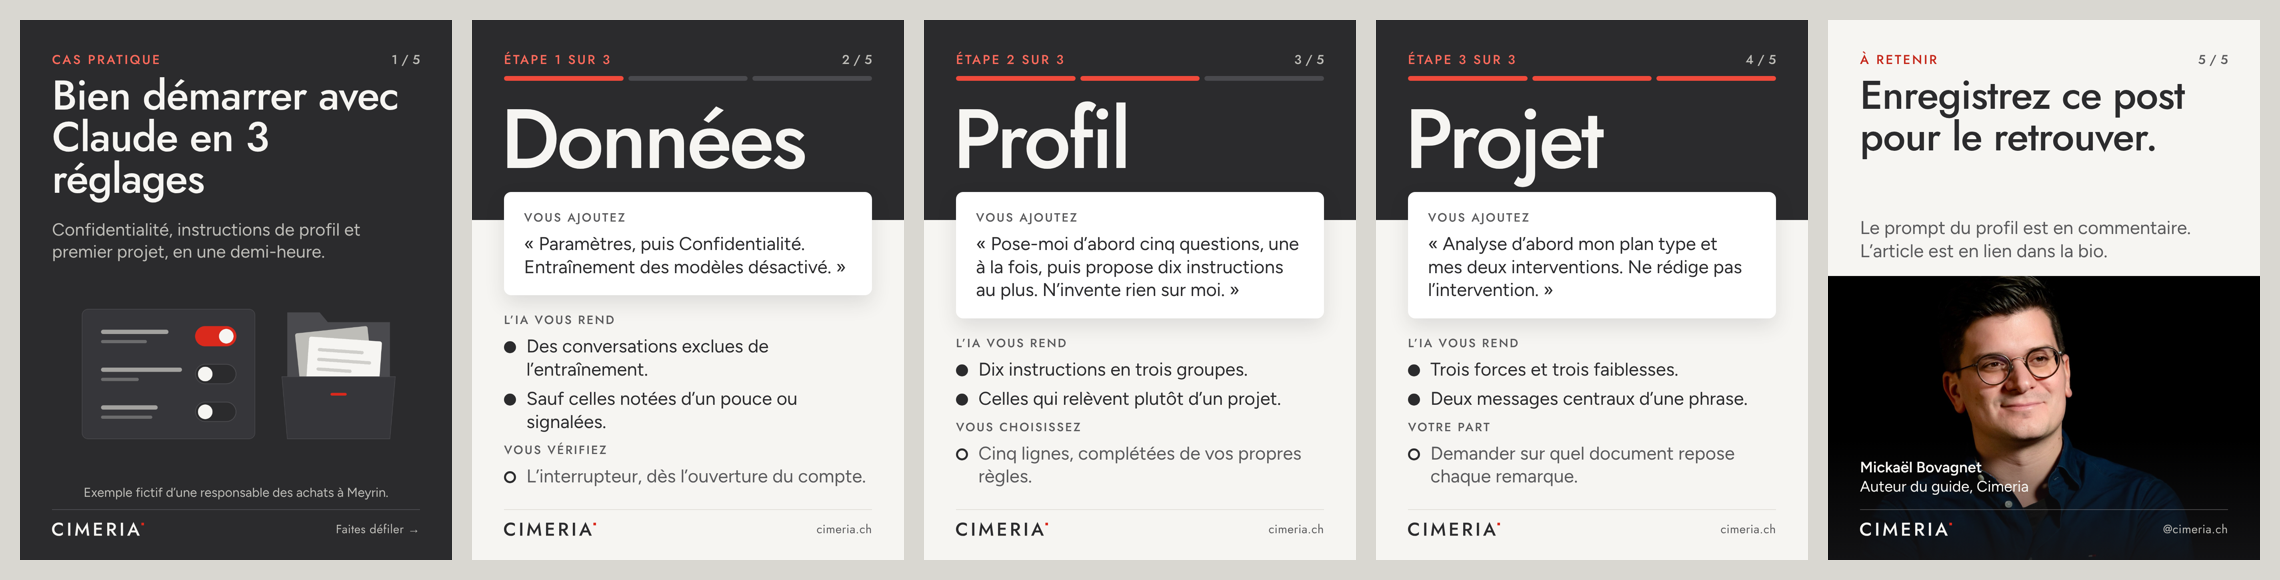 CAS PRATIQUE
1 / 5
Bien démarrer avec
Claude en 3
réglages
Confidentialité, instructions de profil et
premier projet, en une demi-heure.
Exemple fictif d’une responsable des achats à Meyrin.
CIMERIA
Faites défiler →
ÉTAPE 1 SUR 3
2 / 5
Données
VOUS AJOUTEZ
« Paramètres, puis Confidentialité.
Entraînement des modèles désactivé. »
L’IA VOUS REND
Des conversations exclues de
l’entraînement.
Sauf celles notées d’un pouce ou
signalées.
VOUS VÉRIFIEZ
L’interrupteur, dès l’ouverture du compte.
CIMERIA
cimeria.ch
ÉTAPE 2 SUR 3
3 / 5
Profil
VOUS AJOUTEZ
« Pose-moi d’abord cinq questions, une
à la fois, puis propose dix instructions
au plus. N’invente rien sur moi. »
L’IA VOUS REND
Dix instructions en trois groupes.
Celles qui relèvent plutôt d’un projet.
VOUS CHOISISSEZ
Cinq lignes, complétées de vos propres
règles.
CIMERIA
cimeria.ch
ÉTAPE 3 SUR 3
4 / 5
Projet
VOUS AJOUTEZ
« Analyse d’abord mon plan type et
mes deux interventions. Ne rédige pas
l’intervention. »
L’IA VOUS REND
Trois forces et trois faiblesses.
Deux messages centraux d’une phrase.
VOTRE PART
Demander sur quel document repose
chaque remarque.
CIMERIA
cimeria.ch
À RETENIR
5 / 5
Enregistrez ce post
pour le retrouver.
Le prompt du profil est en commentaire.
L’article est en lien dans la bio.
Mickaël Bovagnet
Auteur du guide, Cimeria
CIMERIA
@cimeria.ch